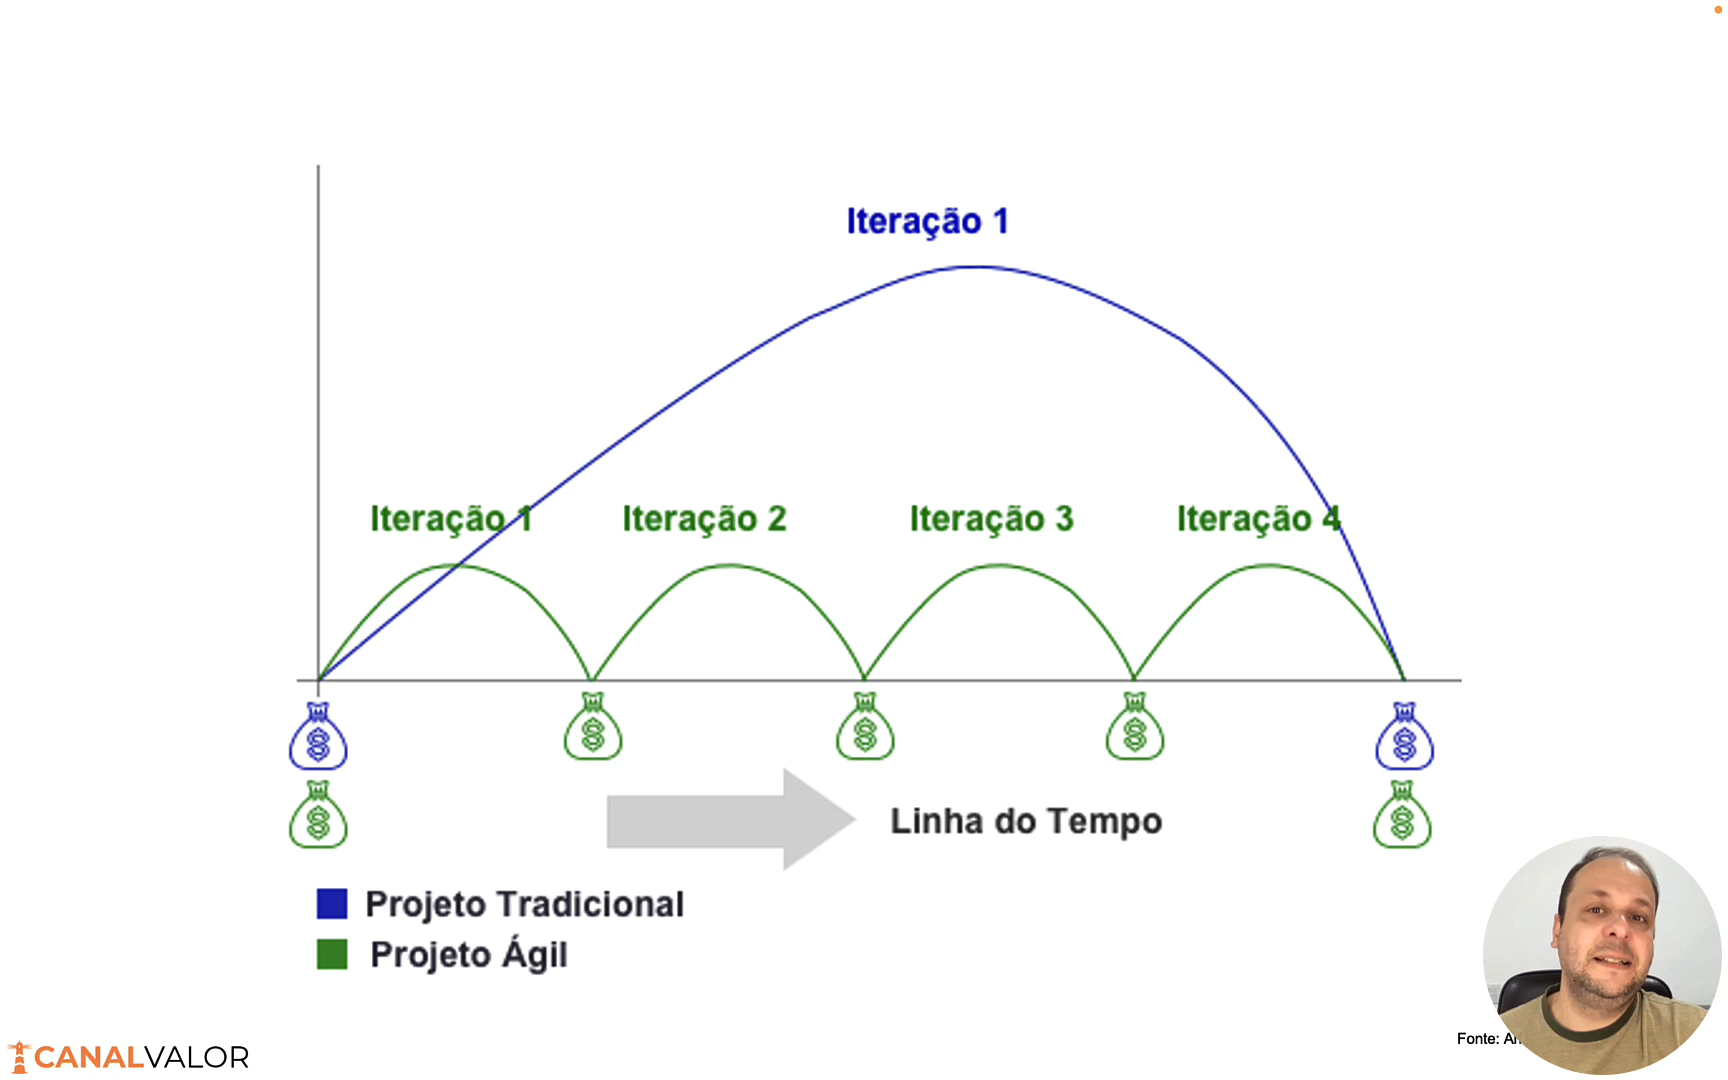 Iteração 1
Iteração 1
Iteração 2
Iteração 3
Iteração 4
$
$
$
$
$
$
$
Linha do Tempo
Projeto Tradicional
Projeto Ágil
Fonte:
CANALVALOR